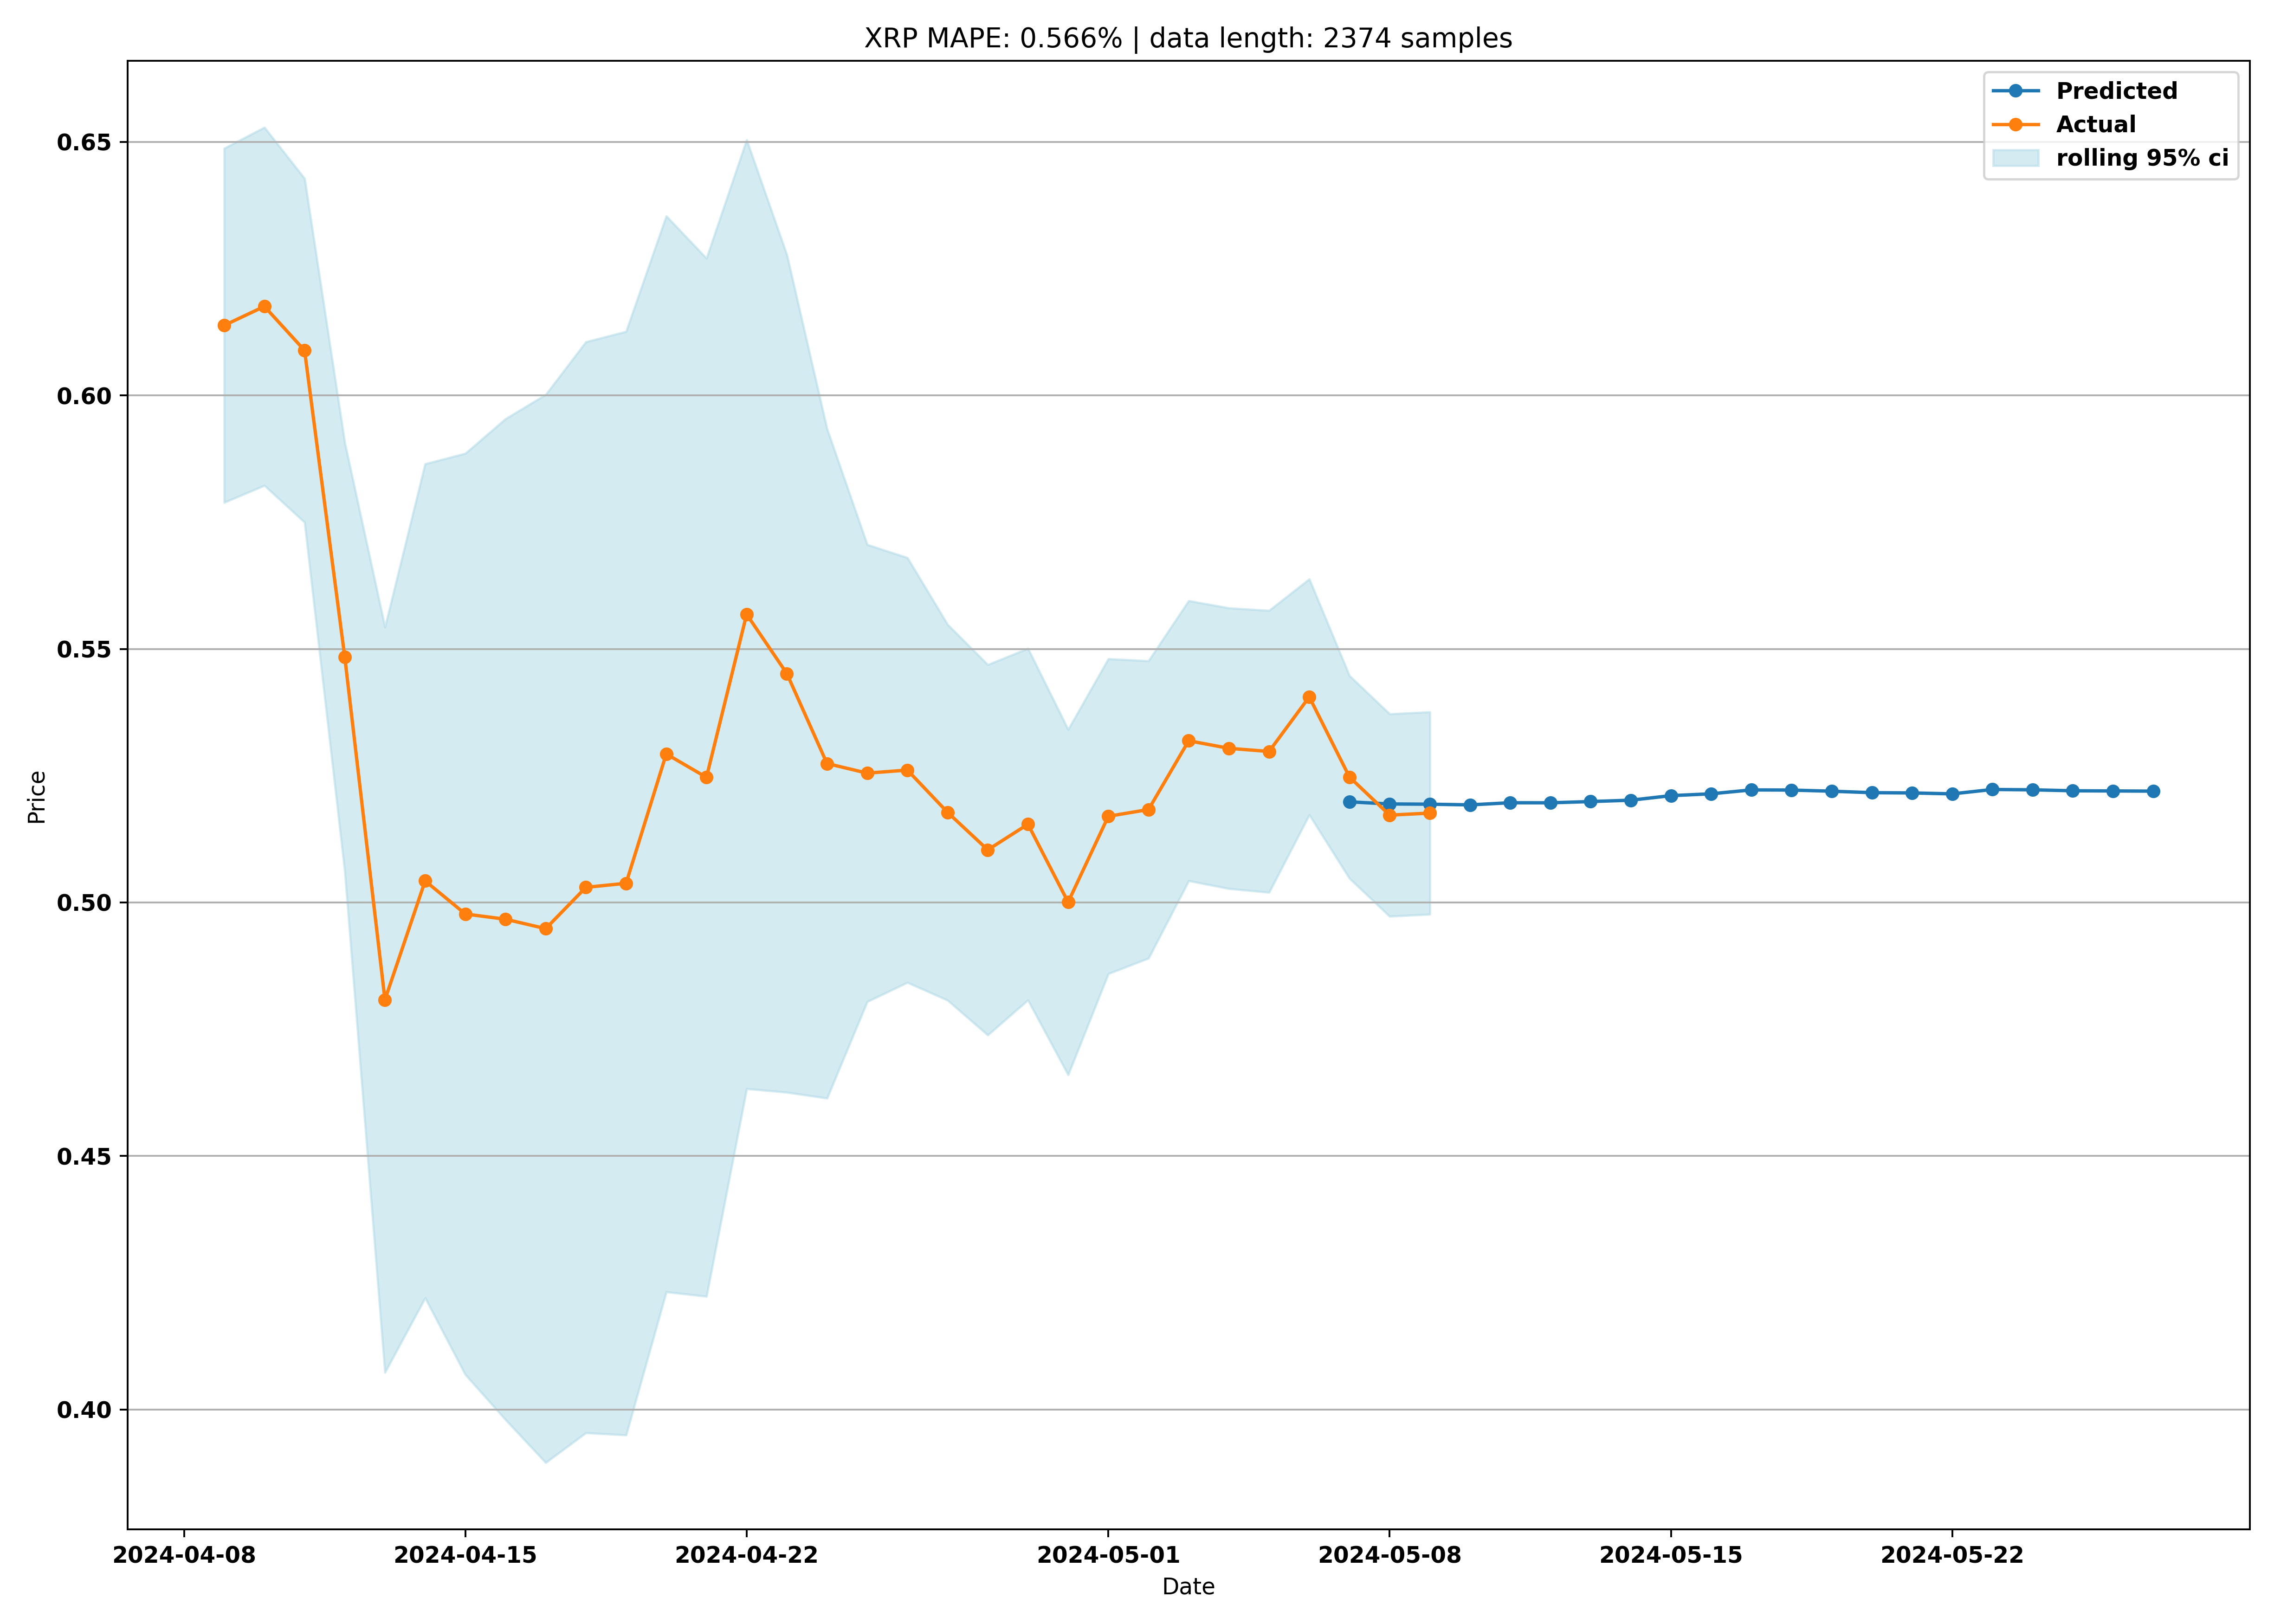 XRP MAPE: 0.566% | data length: 2374 samples
Predicted
Actual
rolling 95% ci
0.65
0.60
0.55
0.50
0.45
0.40
Price
2024-04-08
2024-04-15
2024-04-22
2024-05-01
2024-05-08
2024-05-15
2024-05-22
Date